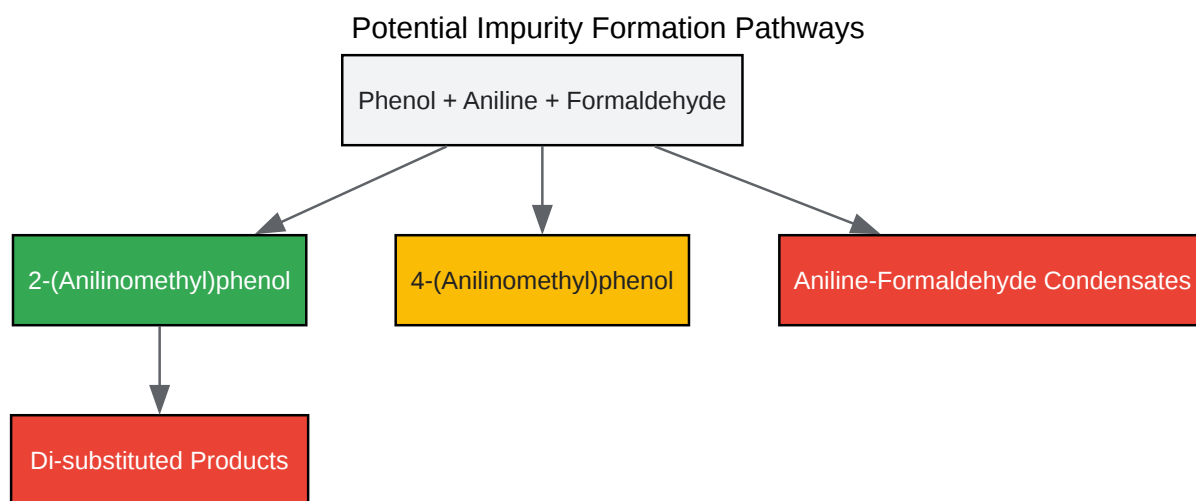 Potential Impurity Formation Pathways
Phenol + Aniline + Formaldehyde
2-(Anilinomethyl)phenol
4-(Anilinomethyl)phenol
Aniline-Formaldehyde Condensates
Di-substituted Products